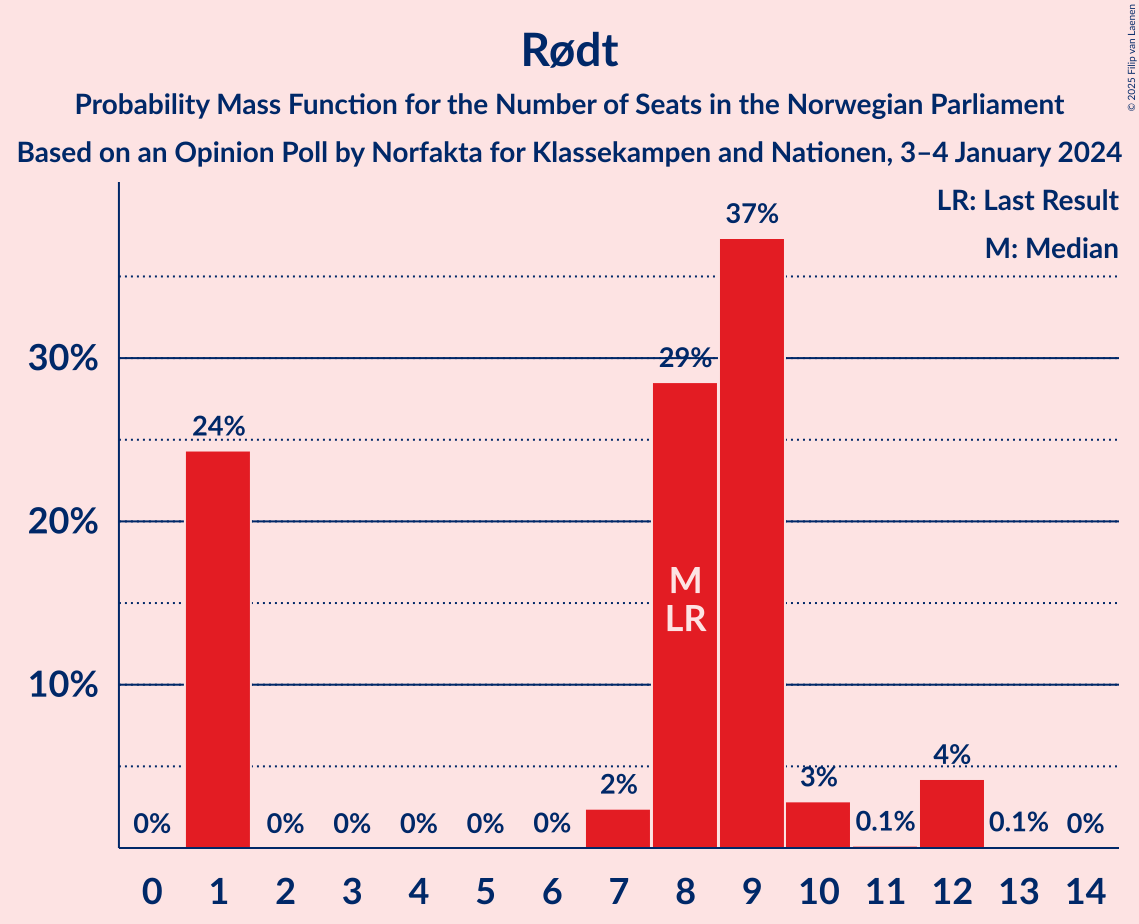 Rødt
Probability Mass Function for the Number of Seats in the Norwegian Parliament
Based on an Opinion Poll by Norfakta for Klassekampen and Nationen, 3–4 January 2024
© 2025 Filip van Laenen
LR: Last Result
M: Median
37%
30%
29%
24%
20%
M
LR
10%
4%
2%
3%
0%
0%
0%
0%
0%
0%
0.1%
0.1%
0%
0 1 2 3 4 5 6 7 8 9 10 11 12 13 14